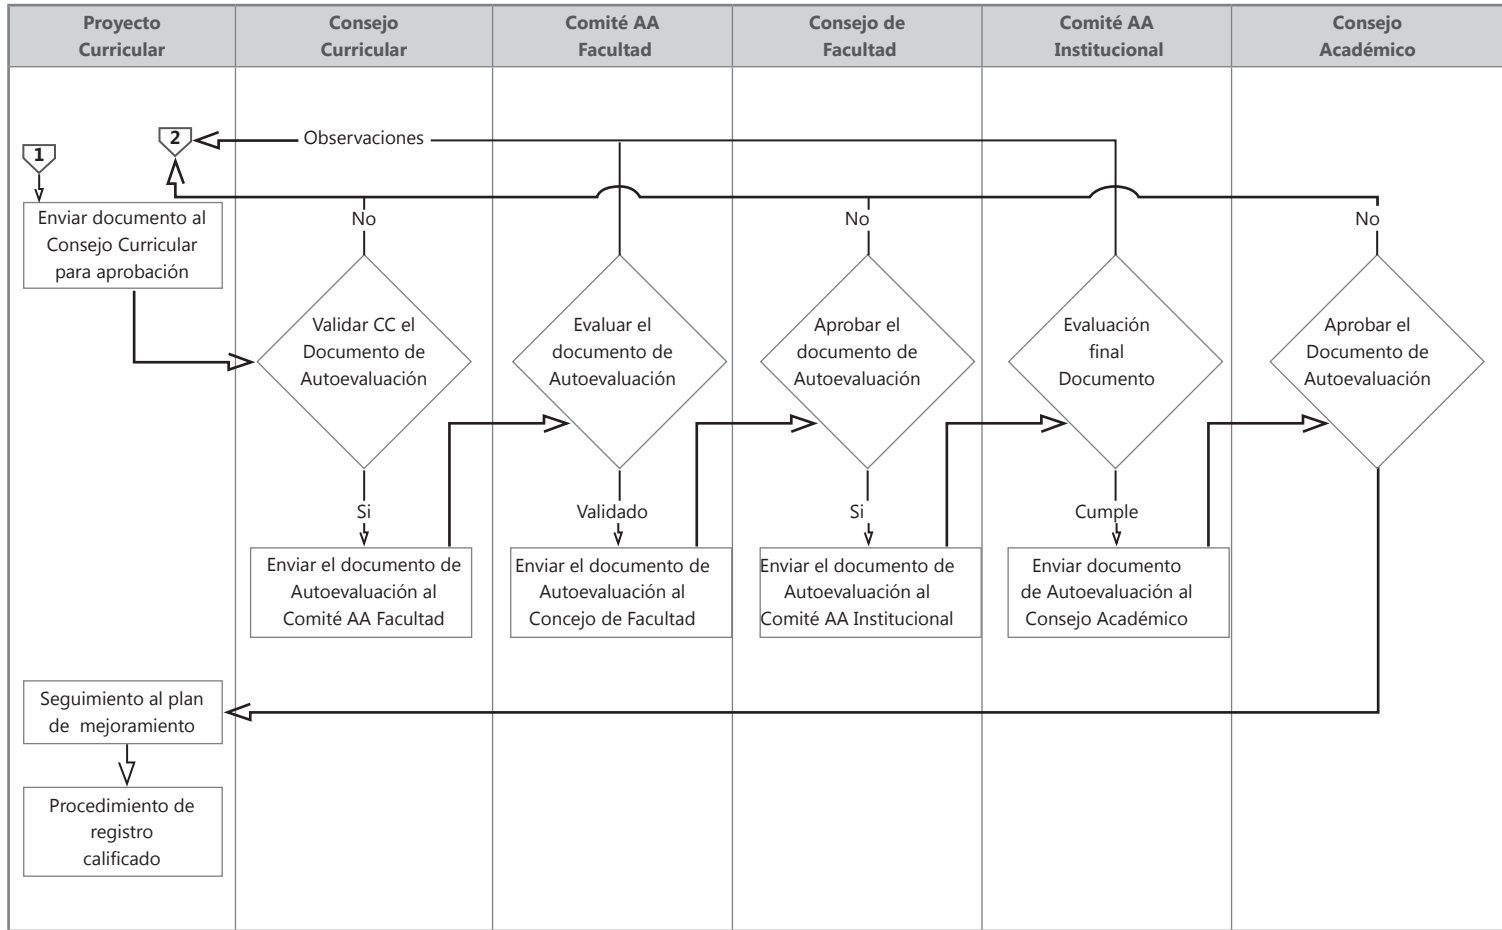 Proyecto
Curricular
Consejo
Curricular
Comité AA
Facultad
Consejo de
Facultad
Comité AA
Institucional
Consejo
Académico
1
2
Observaciones
Enviar documento al
Consejo Curricular
para aprobación
No
No
No
Validar CC el
Documento de
Autoevaluación
Evaluar el
documento de
Autoevaluación
Aprobar el
documento de
Autoevaluación
Evaluación
final
Documento
Aprobar el
Documento de
Autoevaluación
Si
Validado
Si
Cumple
Enviar el documento de
Autoevaluación al
Comité AA Facultad
Enviar el documento de
Autoevaluación al
Concejo de Facultad
Enviar el documento de
Autoevaluación al
Comité AA Institucional
Enviar documento
de Autoevaluación al
Consejo Académico
Seguimiento al plan
de mejoramiento
Procedimiento de
registro
calificado